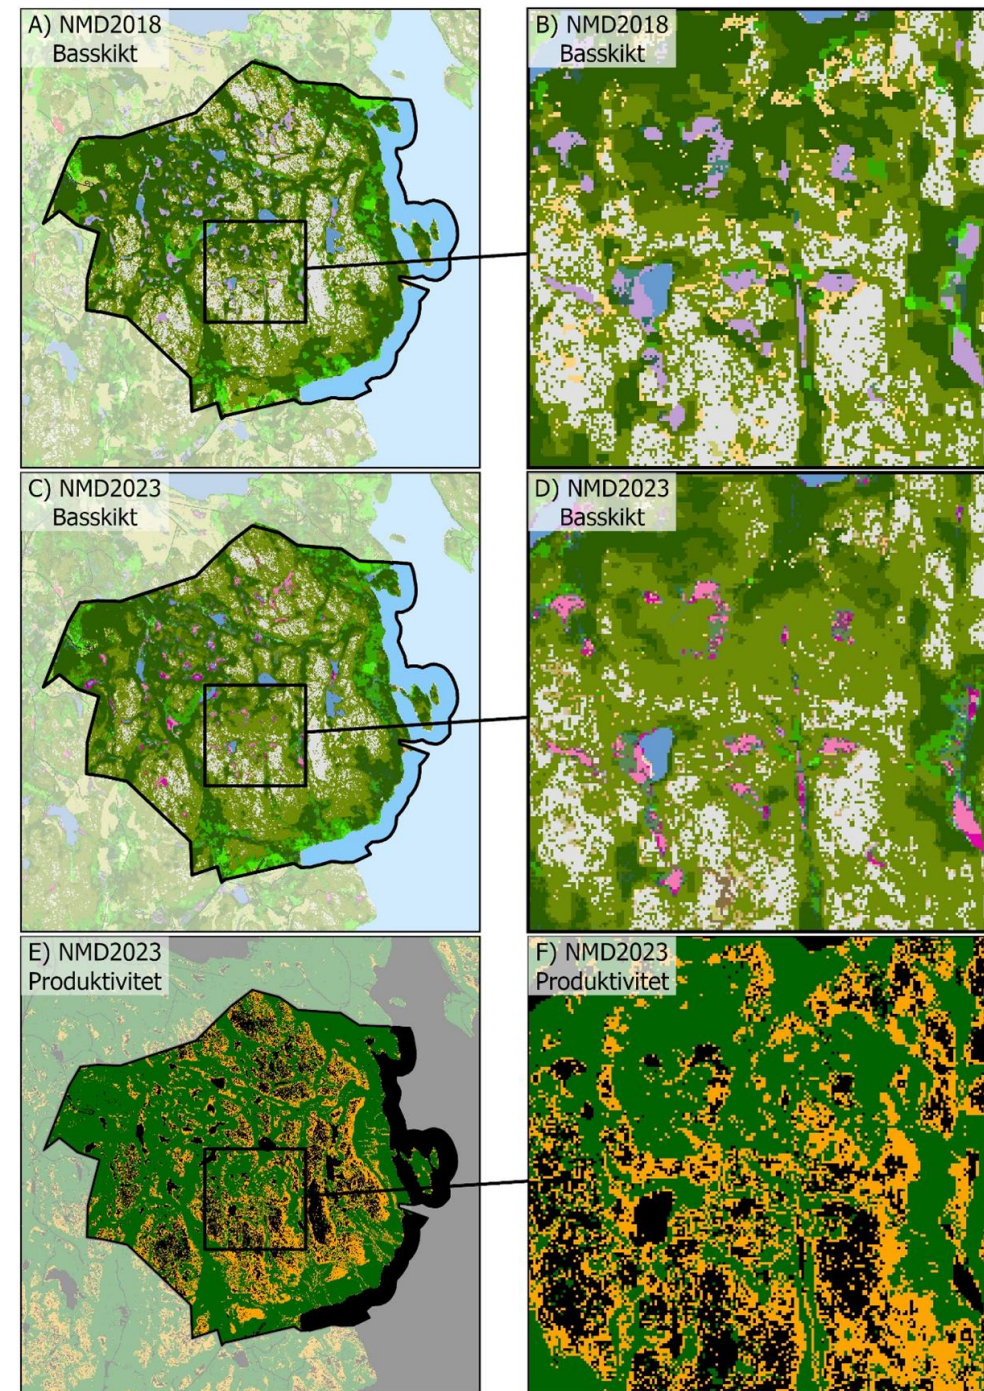 A) NMD2018
Basskikt
B) NMD2018
Basskikt
C) NMD2023
Basskikt
D) NMD2023
Basskikt
E) NMD2023
Produktivitet
F) NMD2023
Produktivitet